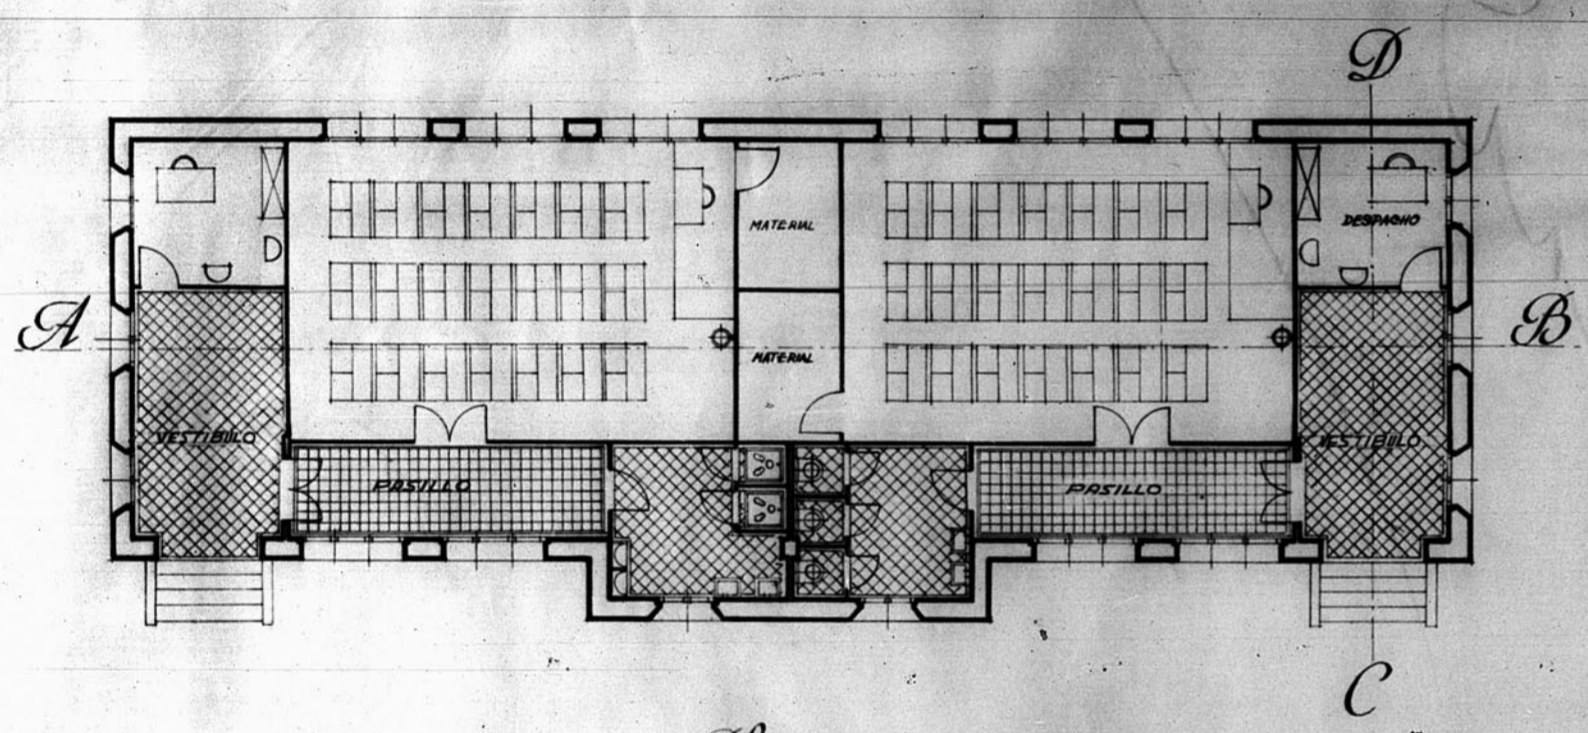 D
MATERIAL
DESPACHO
A
B
MATERIAL
VESTIBULO
VESTIBULO
PASILLO
PASILLO
C